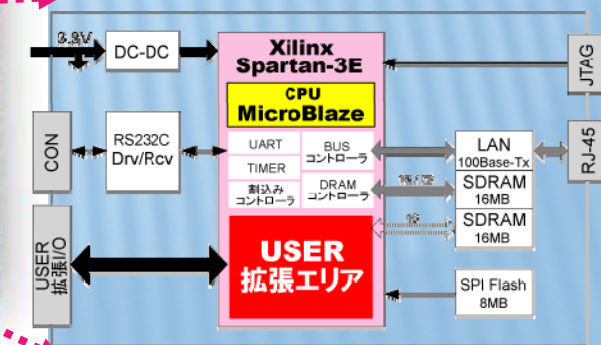 3.3V
DC-DC
Xilinx
Spartan-3E
JTAG
CPU
MicroBlaze
CON
RS232C
Drv/Rcv
UART
TIMER
割込み
コントローラ
BUS
コントローラ
DRAM
コントローラ
LAN
100Base-Tx
RJ-45
SDRAM
16MB
16
SDRAM
16MB
USER
拡張I/O
USER
拡張エリア
SPI Flash
8MB